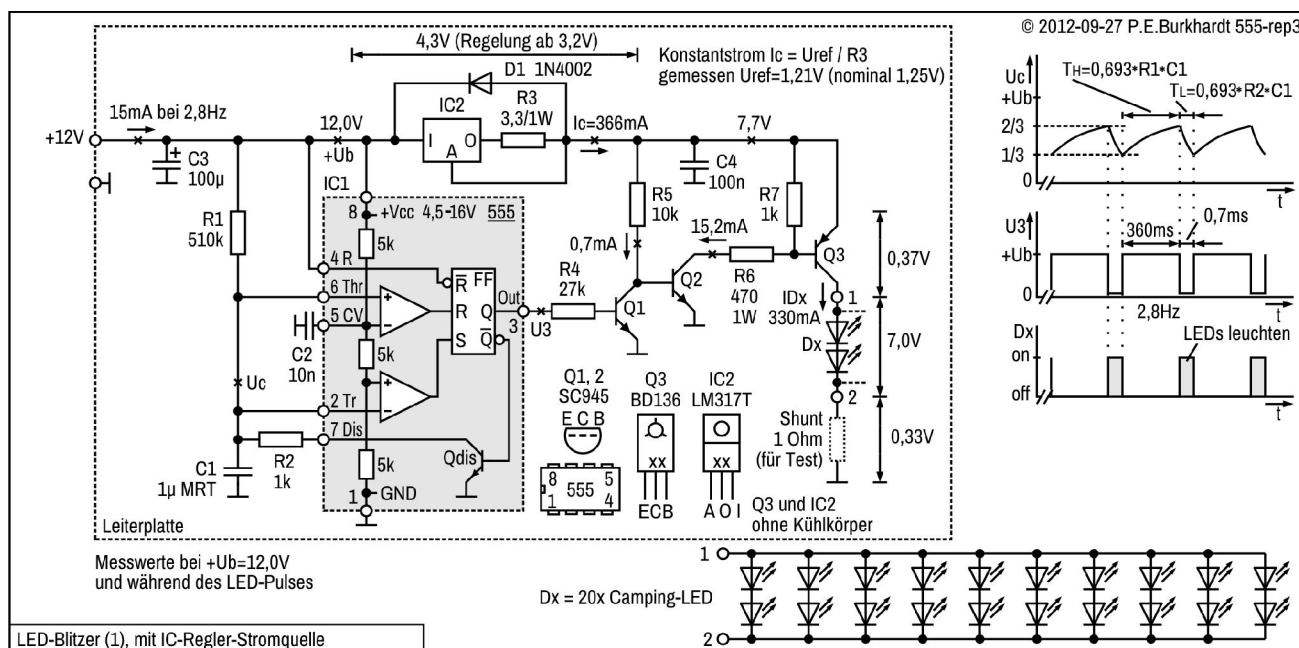 © 2012-09-27 P.E.Burkhardt 555-rep3
4,3V (Regelung ab 3,2V)
Konstantstrom Ic = Uref / R3
gemessen Uref=1,21V (nominal 1,25V)
D1 1N4002
15mA bei 2,8Hz
+12V
C3
100µ
12,0V
+Ub
IC2
I
O
A
R3
3,3/1W
Ic=366mA
7,7V
C4
100n
R5
10k
R7
1k
R1
510k
IC1
8
+Vcc 4,5-16V 555
5k
4 R
6 Thr
5 CV
C2
10n
5k
2 Tr
7 Dis
5k
1
GND
R FF
R Q
S Q
Out
3
U3
Qdis
Uc
R2
1k
C1
1µ MRT
0,7mA
R4
27k
Q1
Q2
15,2mA
R6
470
1W
Q3
0,37V
IDx
330mA
1
Dx
7,0V
2
Shunt
1 Ohm
(für Test)
0,33V
Q1, 2
SC945
E C B
8 5
555
1 4
Q3
BD136
xx
ECB
IC2
LM317T
xx
A O I
Q3 und IC2
ohne Kühlkörper
Leiterplatte
Messwerte bei +Ub=12,0V
und während des LED-Pulses
LED-Blitzer (1), mit IC-Regler-Stromquelle
Dx = 20x Camping-LED
1
2
Uc
TH=0,693*R1*C1
TL=0,693*R2*C1
+Ub
2/3
1/3
0
t
U3
+Ub
0
360ms
0,7ms
2,8Hz
t
Dx
on
off
LEDs leuchten
t